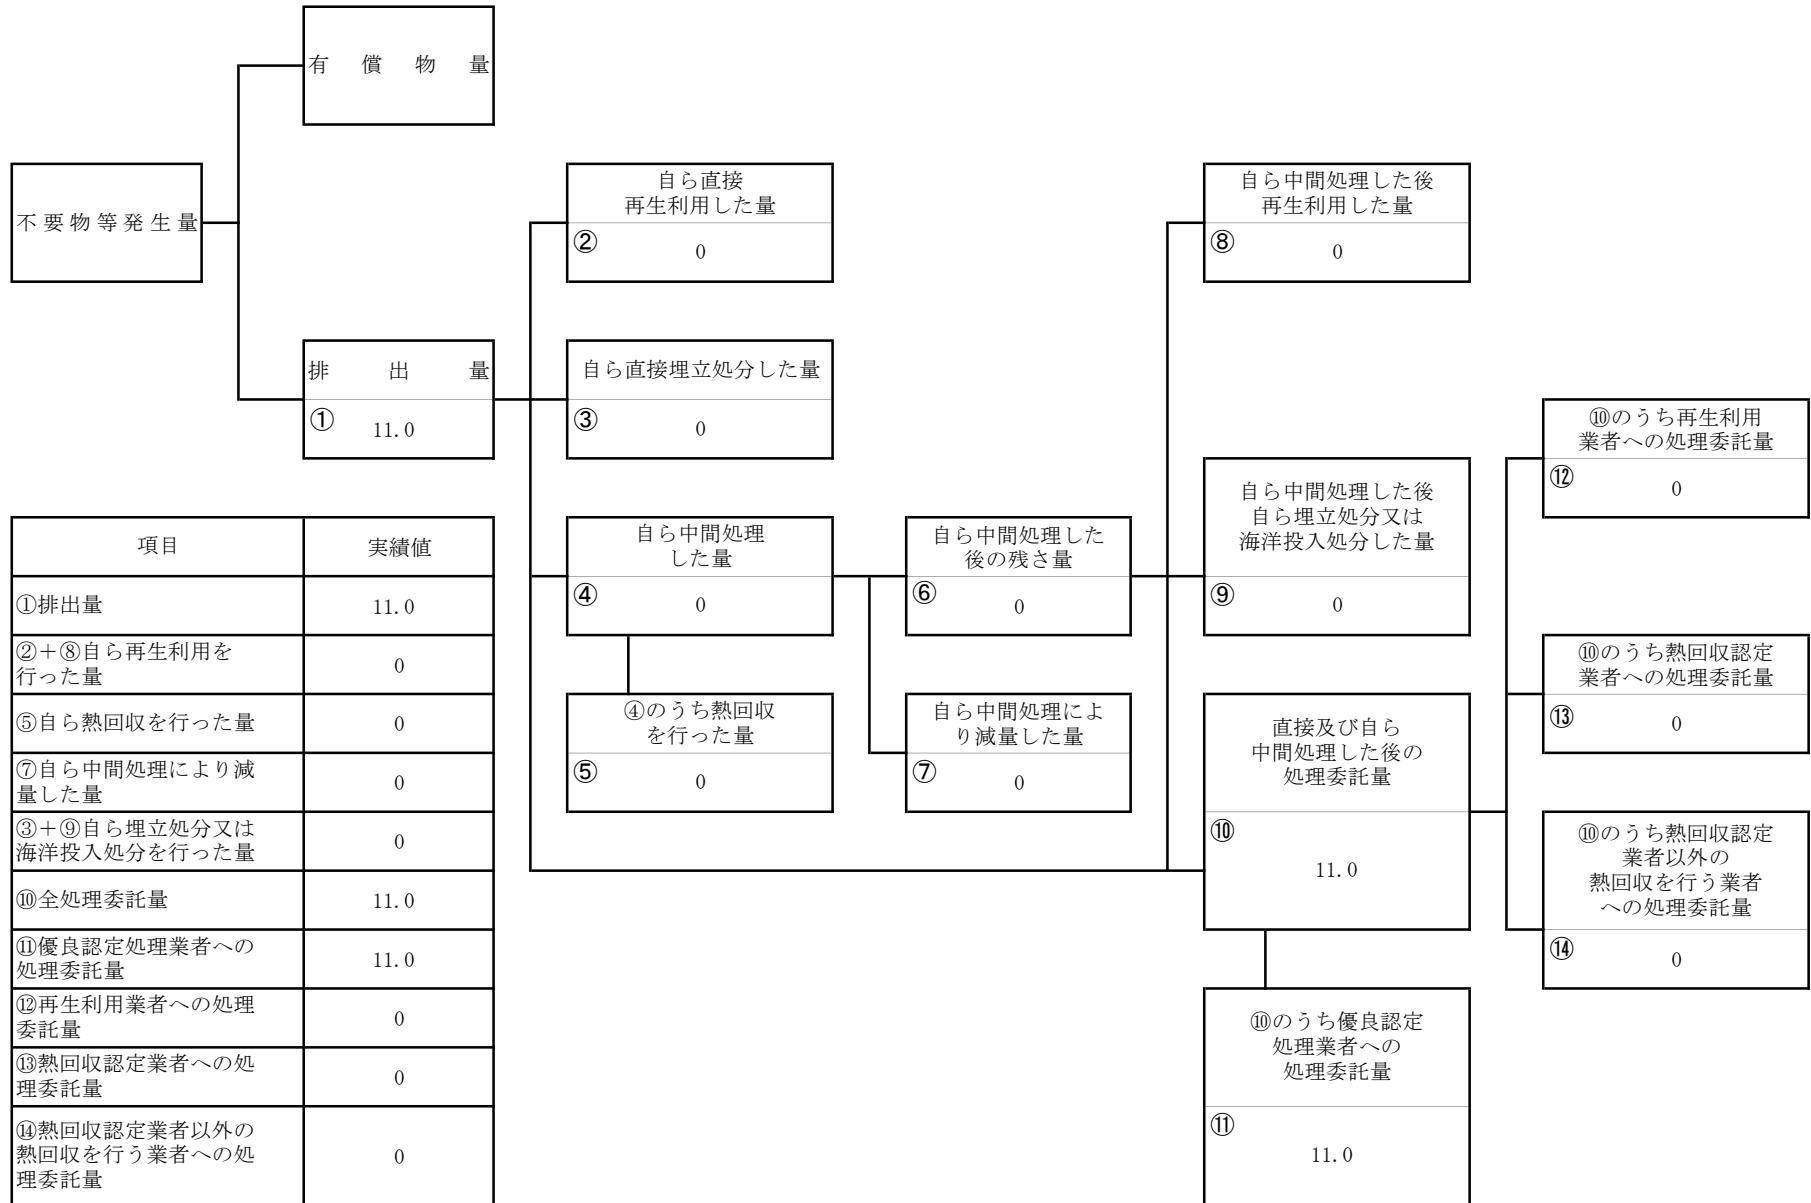 有償物量
不要物等発生量
自ら直接
再生利用した量
② 0
自ら中間処理した後
再生利用した量
⑧ 0
排出量
① 11.0
自ら直接埋立処分した量
③ 0
⑩のうち再生利用
業者への処理委託量
⑫ 0
自ら中間処理
した量
④ 0
自ら中間処理した
後の残さ量
⑥ 0
自ら中間処理した後
自ら埋立処分又は
海洋投入処分した量
⑨ 0
⑩のうち熱回収認定
業者への処理委託量
⑬ 0
④のうち熱回収
を行った量
⑤ 0
自ら中間処理によ
り減量した量
⑦ 0
直接及び自ら
中間処理した後の
処理委託量
⑩
11.0
⑩のうち熱回収認定
業者以外の
熱回収を行う業者
への処理委託量
⑭ 0
⑩のうち優良認定
処理業者への
処理委託量
⑪
11.0
項目 実績値
①排出量 11.0
②+⑧自ら再生利用を
行った量 0
⑤自ら熱回収を行った量 0
⑦自ら中間処理により減
量した量 0
③+⑨自ら埋立処分又は
海洋投入処分を行った量 0
⑩全処理委託量 11.0
⑪優良認定処理業者への
処理委託量 11.0
⑫再生利用業者への処理
委託量 0
⑬熱回収認定業者への処
理委託量 0
⑭熱回収認定業者以外の
熱回収を行う業者への処
理委託量 0